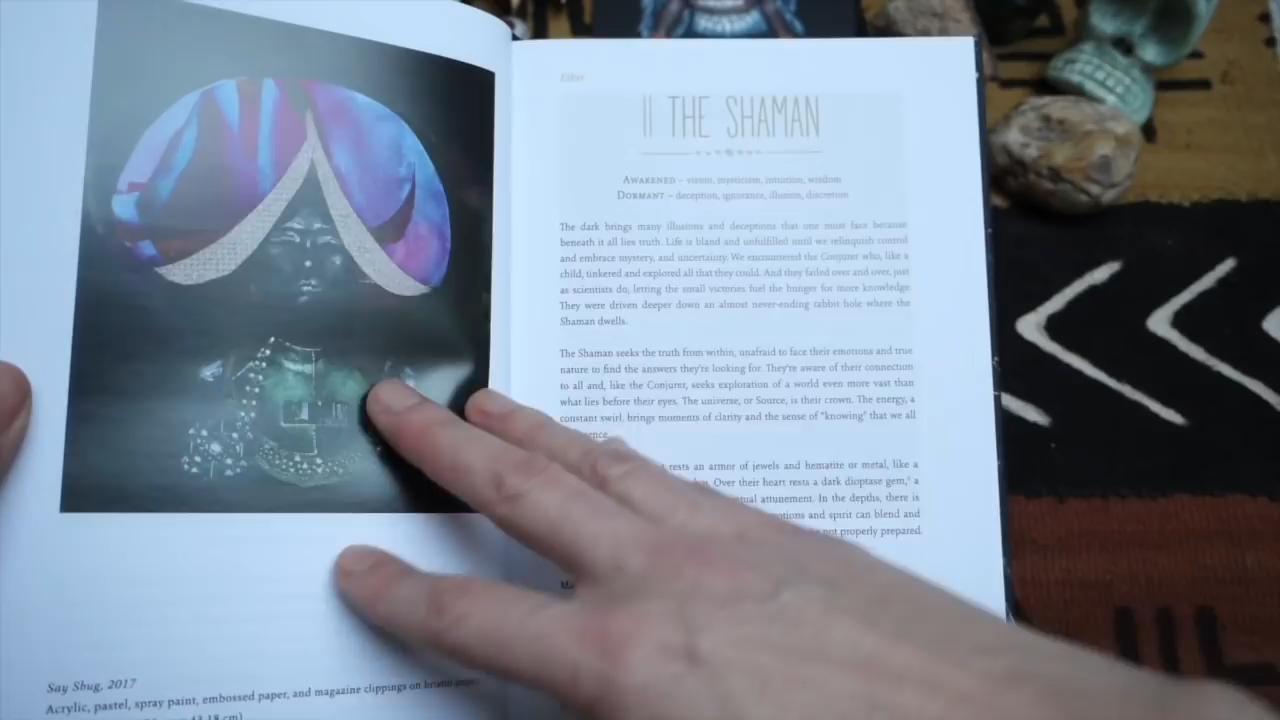 Say Shug, 2017
Acrylic, pastel, spray paint, embossed paper, and magazine clippings on
43.18 cm)
Ether
II THE SHAMAN
AWAKENED – vision, mysticism, intuition, wisdom
DORMANT – deception, ignorance, illusion, discretion
The dark brings many illusions and deceptions that one must face because
beneath it all lies truth. Life is bland and unfulfilled until we relinquish control
and embrace mystery, and uncertainty. We encountered the Conjurer who, like a
child, tinkered and explored all that they could. And they failed over and over, just
as scientists do, letting the small victories fuel the hunger for more knowledge.
They were driven deeper down an almost never-ending rabbit hole where the
Shaman dwells.
The Shaman seeks the truth from within, unafraid to face their emotions and true
nature to find the answers they're looking for. They're aware of their connection
to all and, like the Conjurer, seeks exploration of a world even more vast than
what lies before their eyes. The universe, or Source, is their crown. The energy, a
constant swirl, brings moments of clarity and the sense of "knowing" that we all
ence.
rests an armor of jewels and hematite or metal, like a
Over their heart rests a dark dioptase gem, a
tual attunement. In the depths, there is
otions and spirit can blend and
not properly prepared.